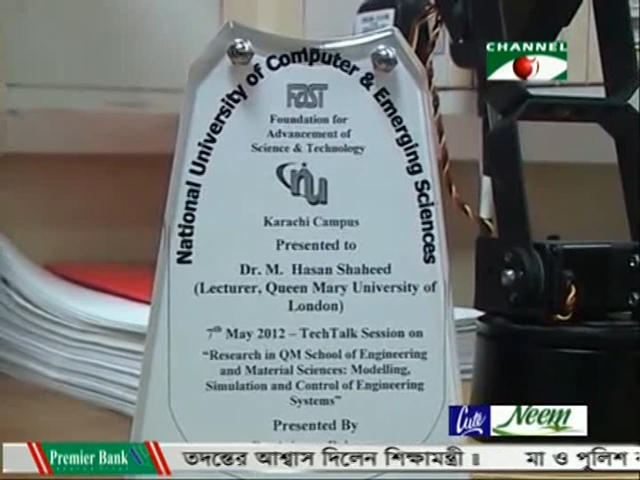 CHANNEL
National University of Computer & Emerging Sciences
FAST
Foundation for
Advancement of
Science & Technology
nu
Karachi Campus
Presented to
Dr. M. Hasan Shaheed
(Lecturer, Queen Mary University of
London)
7th May 2012 – TechTalk Session on
“Research in QM School of Engineering
and Material Sciences: Modelling,
Simulation and Control of Engineering
Systems”
Presented By
Cute Neem
Premier Bank তদন্তের আশ্বাস দিলেন শিক্ষামন্ত্রী ॥ মা ও পুলিশ